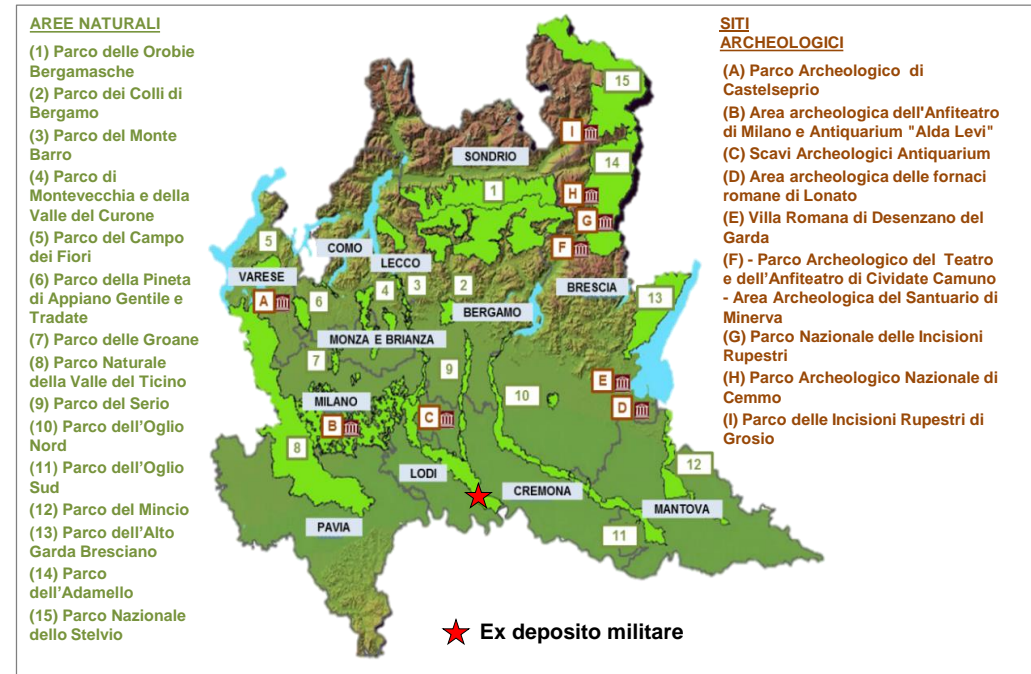 AREE NATURALI
(1) Parco delle Orobie
Bergamasche
(2) Parco dei Colli di
Bergamo
(3) Parco del Monte
Barro
(4) Parco di
Montevecchia e della
Valle del Curone
(5) Parco del Campo
dei Fiori
(6) Parco della Pineta
di Appiano Gentile e
Tradate
(7) Parco delle Groane
(8) Parco Naturale
della Valle del Ticino
(9) Parco del Serio
(10) Parco dell'Oglio
Nord
(11) Parco dell'Oglio
Sud
(12) Parco del Mincio
(13) Parco dell'Alto
Garda Bresciano
(14) Parco
dell'Adamello
(15) Parco Nazionale
dello Stelvio
15
I
SONDRIO
14
1
H
G
5
COMO
F
LECCO
VARESE
4
3
2
BRESCIA
13
A
6
BERGAMO
MONZA E BRIANZA
7
9
E
10
MILANO
D
C
B
8
12
LODI
CREMONA
MANTOVA
PAVIA
11
Ex deposito militare
SITI
ARCHEOLOGICI
(A) Parco Archeologico di
Castelseprio
(B) Area archeologica dell'Anfiteatro
di Milano e Antiquarium "Alda Levi"
(C) Scavi Archeologici Antiquarium
(D) Area archeologica delle fornaci
romane di Lonato
(E) Villa Romana di Desenzano del
Garda
(F) - Parco Archeologico del Teatro
e dell'Anfiteatro di Cividate Camuno
- Area Archeologica del Santuario di
Minerva
(G) Parco Nazionale delle Incisioni
Rupestri
(H) Parco Archeologico Nazionale di
Cemmo
(I) Parco delle Incisioni Rupestri di
Grosio